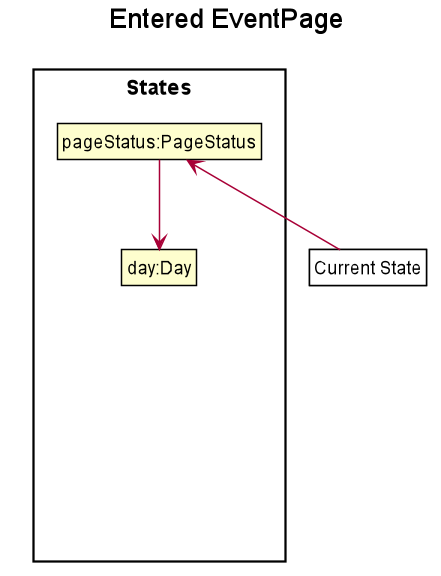 Entered EventPage
States
pageStatus:PageStatus
day:Day
Current State